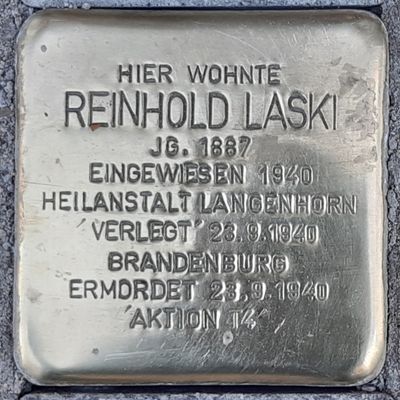 HIER WOHNTE
REINHOLD LASKI
JG. 1887
EINGEWIESEN 1940
HEILANSTALT LANGENHORN
'VERLEGT' 23.9.1940
BRANDENBURG
ERMORDET 23.9.1940
'AKTION T4'